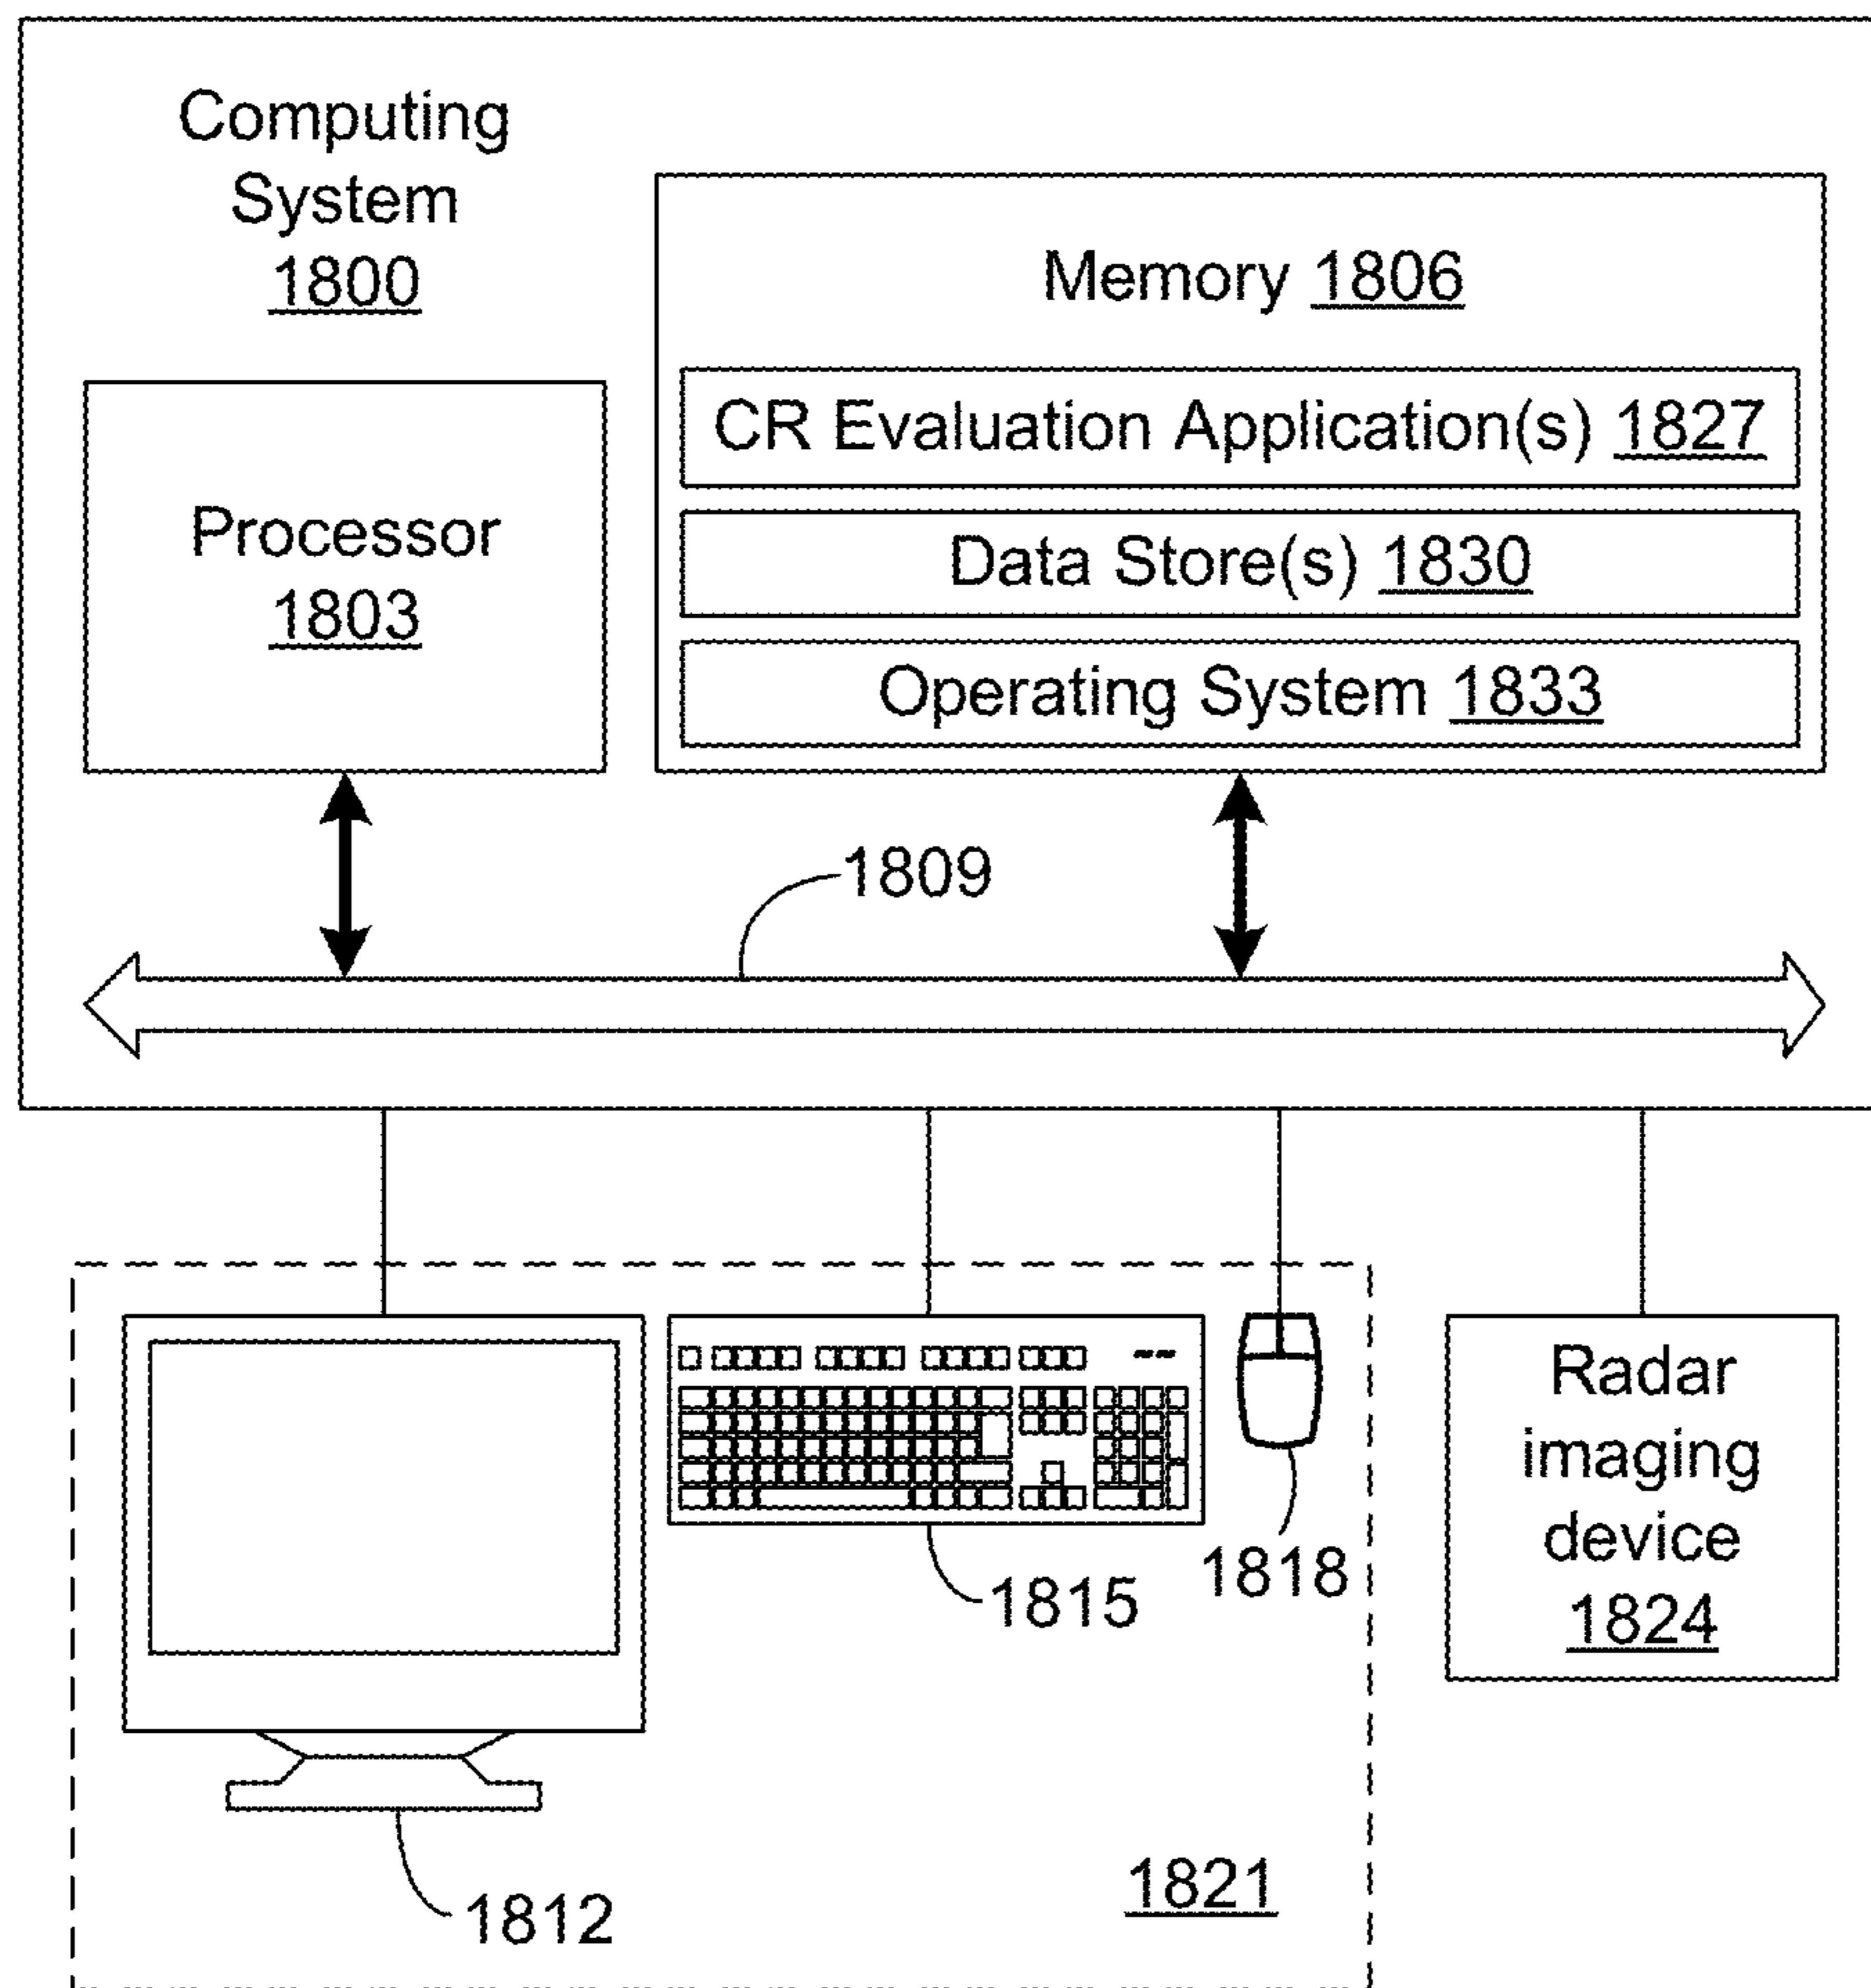 Computing
System
1800
Memory 1806
CR Evaluation Application(s) 1827
Data Store(s) 1830
Operating System 1833
Processor
1803
1809
Radar
imaging
device
1824
1818
1815
1821
1812